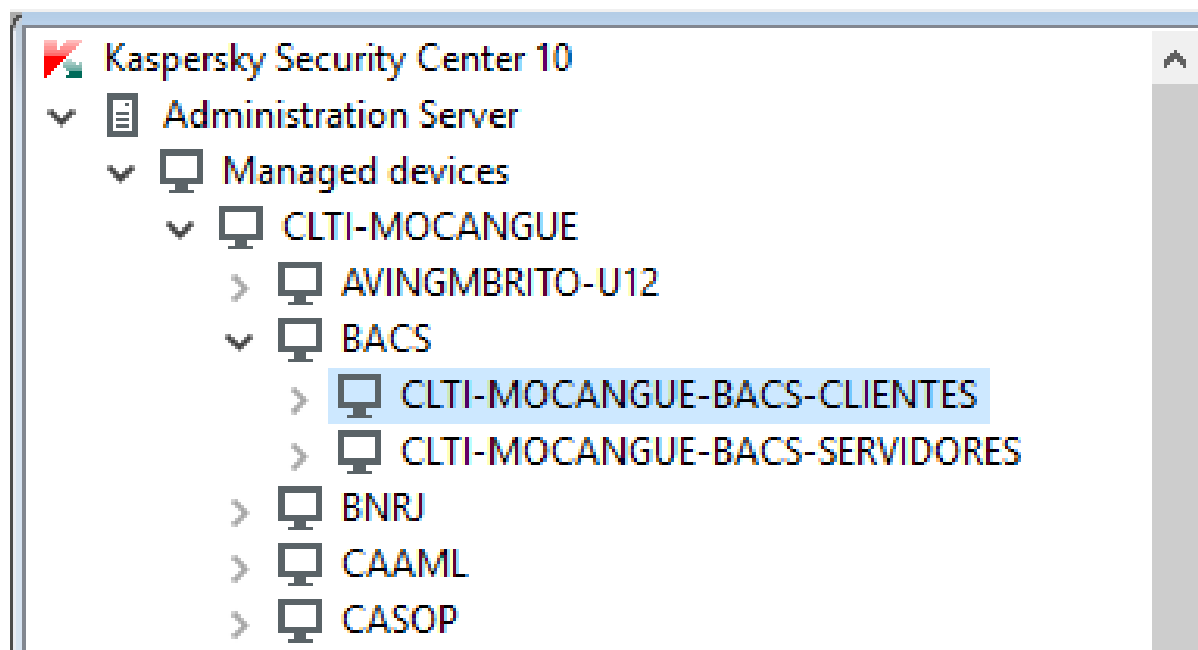 Kaspersky Security Center 10
Administration Server
Managed devices
CLTI-MOCANGUE
AVINGMBRITO-U12
BACS
CLTI-MOCANGUE-BACS-CLIENTES
CLTI-MOCANGUE-BACS-SERVIDORES
BNRJ
CAAML
CASOP